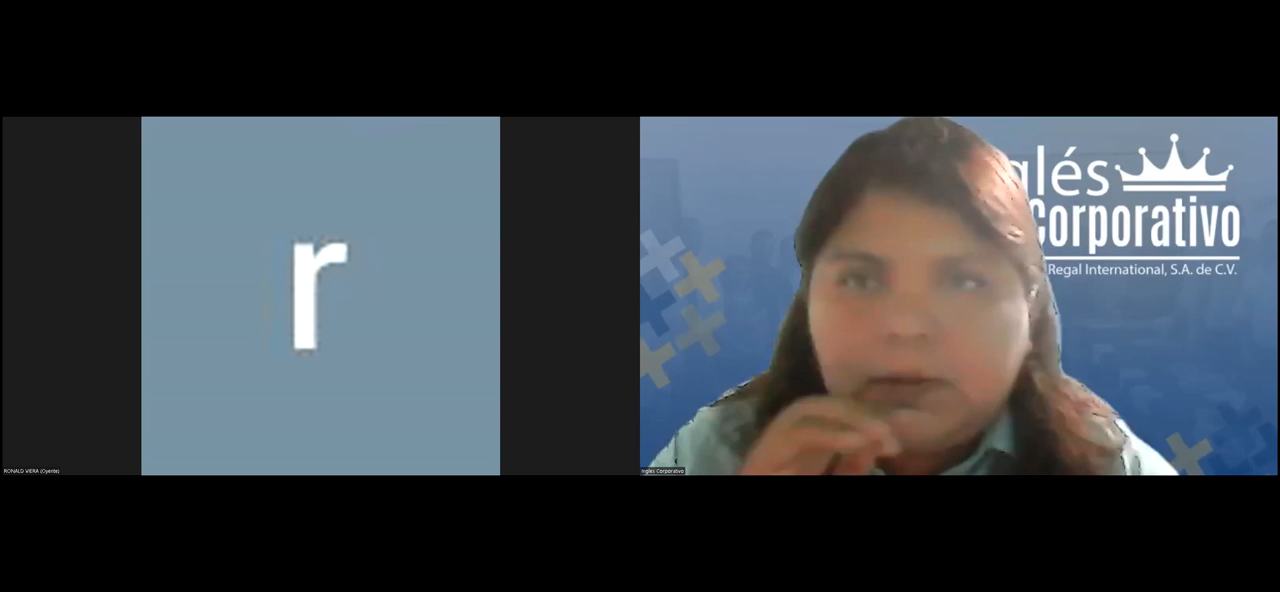 r
RONALD VIERA (Oyente)
glés
Corporativo
Regal International, S.A. de C.V.
Inglés Corporativo